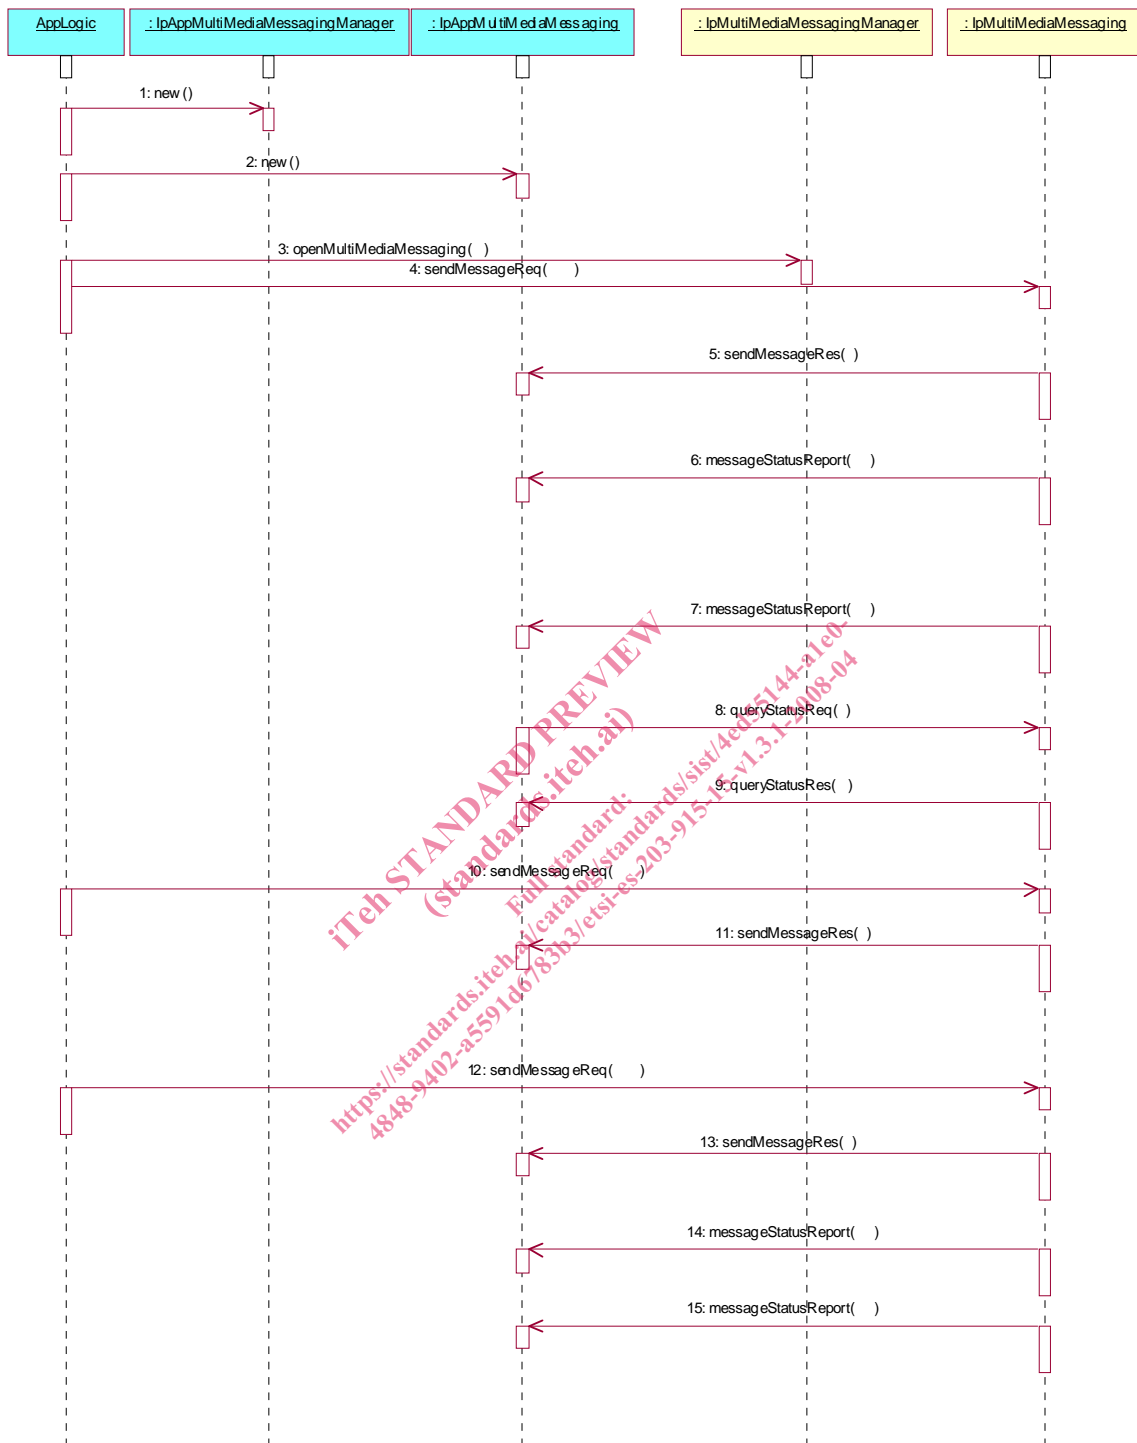 AppLogic
: IpAppMultiMediaMessagingManager
: IpAppMultiMediaMessaging
: IpMultiMediaMessagingManager
: IpMultiMediaMessaging
1: new()
2: new()
3: openMultiMediaMessaging( )
4: sendMessageReq( )
5: sendMessageRes( )
6: messageStatusReport( )
7: messageStatusReport( )
8: queryStatusReq( )
9: queryStatusRes( )
10: sendMessageReq( )
11: sendMessageRes( )
12: sendMessageReq( )
13: sendMessageRes( )
14: messageStatusReport( )
15: messageStatusReport( )
iTeh STANDARD PREVIEW
(standards.iteh.ai)
Full standard:
https://standards.iteh.ai/catalog/standards/sist/4ed55144-a1e0-
4848-9402-a5591d6783b3/etsi-es-203-915-15-v1.3.1-2008-04